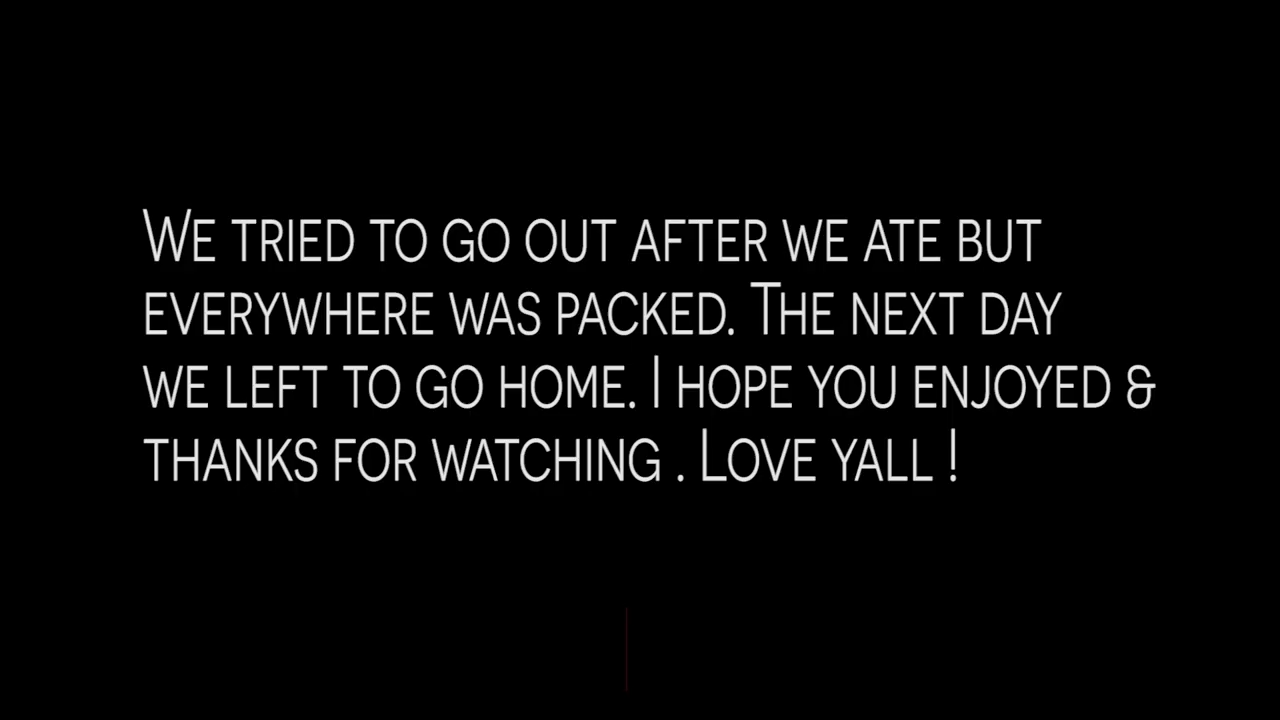 We tried to go out after we ate but
everywhere was packed. The next day
we left to go home. I hope you enjoyed &
thanks for watching . Love yall !